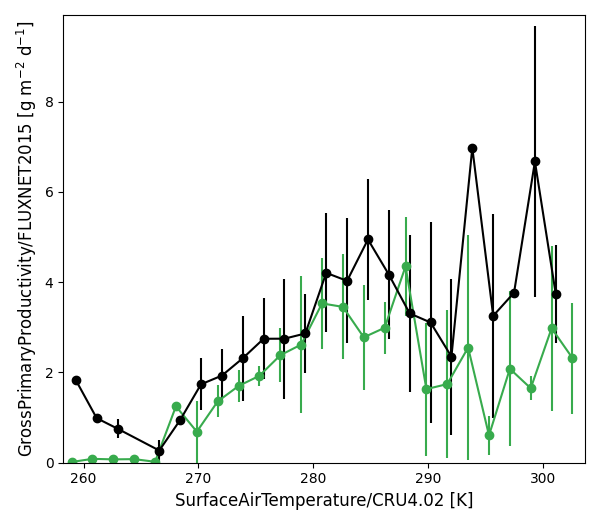 GrossPrimaryProductivity/FLUXNET2015 [g m⁻² d⁻¹]
8
6
4
2
0
260 270 280 290 300
SurfaceAirTemperature/CRU4.02 [K]